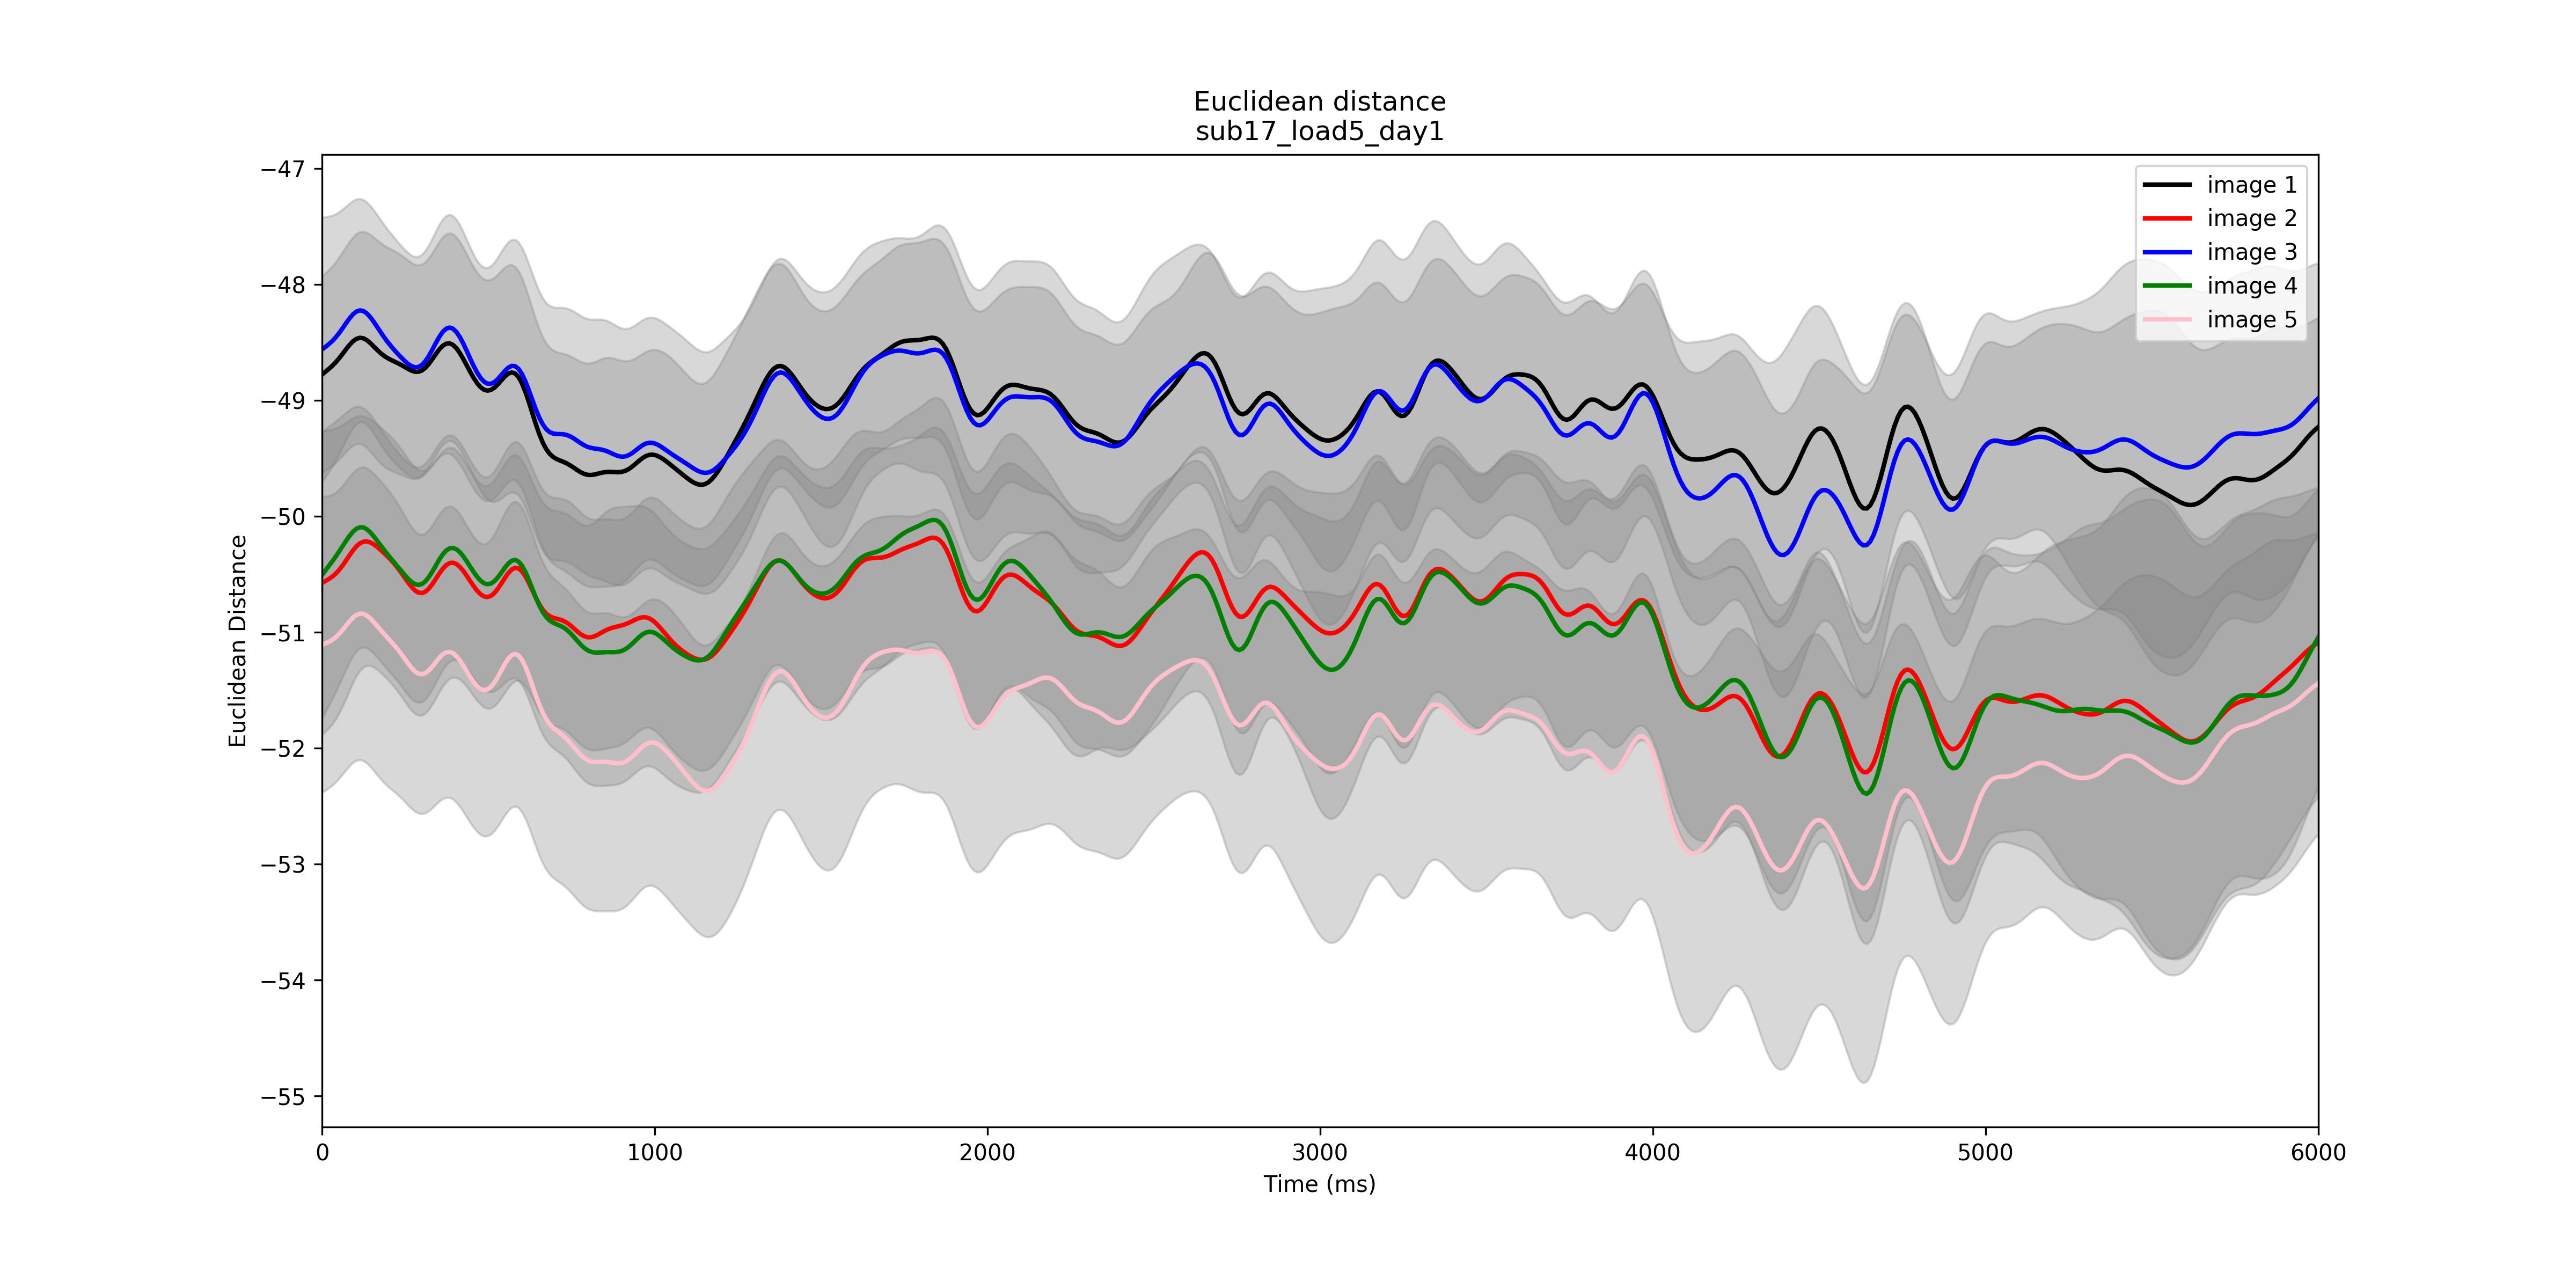 Euclidean distance
sub17_load5_day1
−47
−48
−49
−50
−51
−52
−53
−54
−55
Euclidean Distance
image 1
image 2
image 3
image 4
image 5
0 1000 2000 3000 4000 5000 6000
Time (ms)